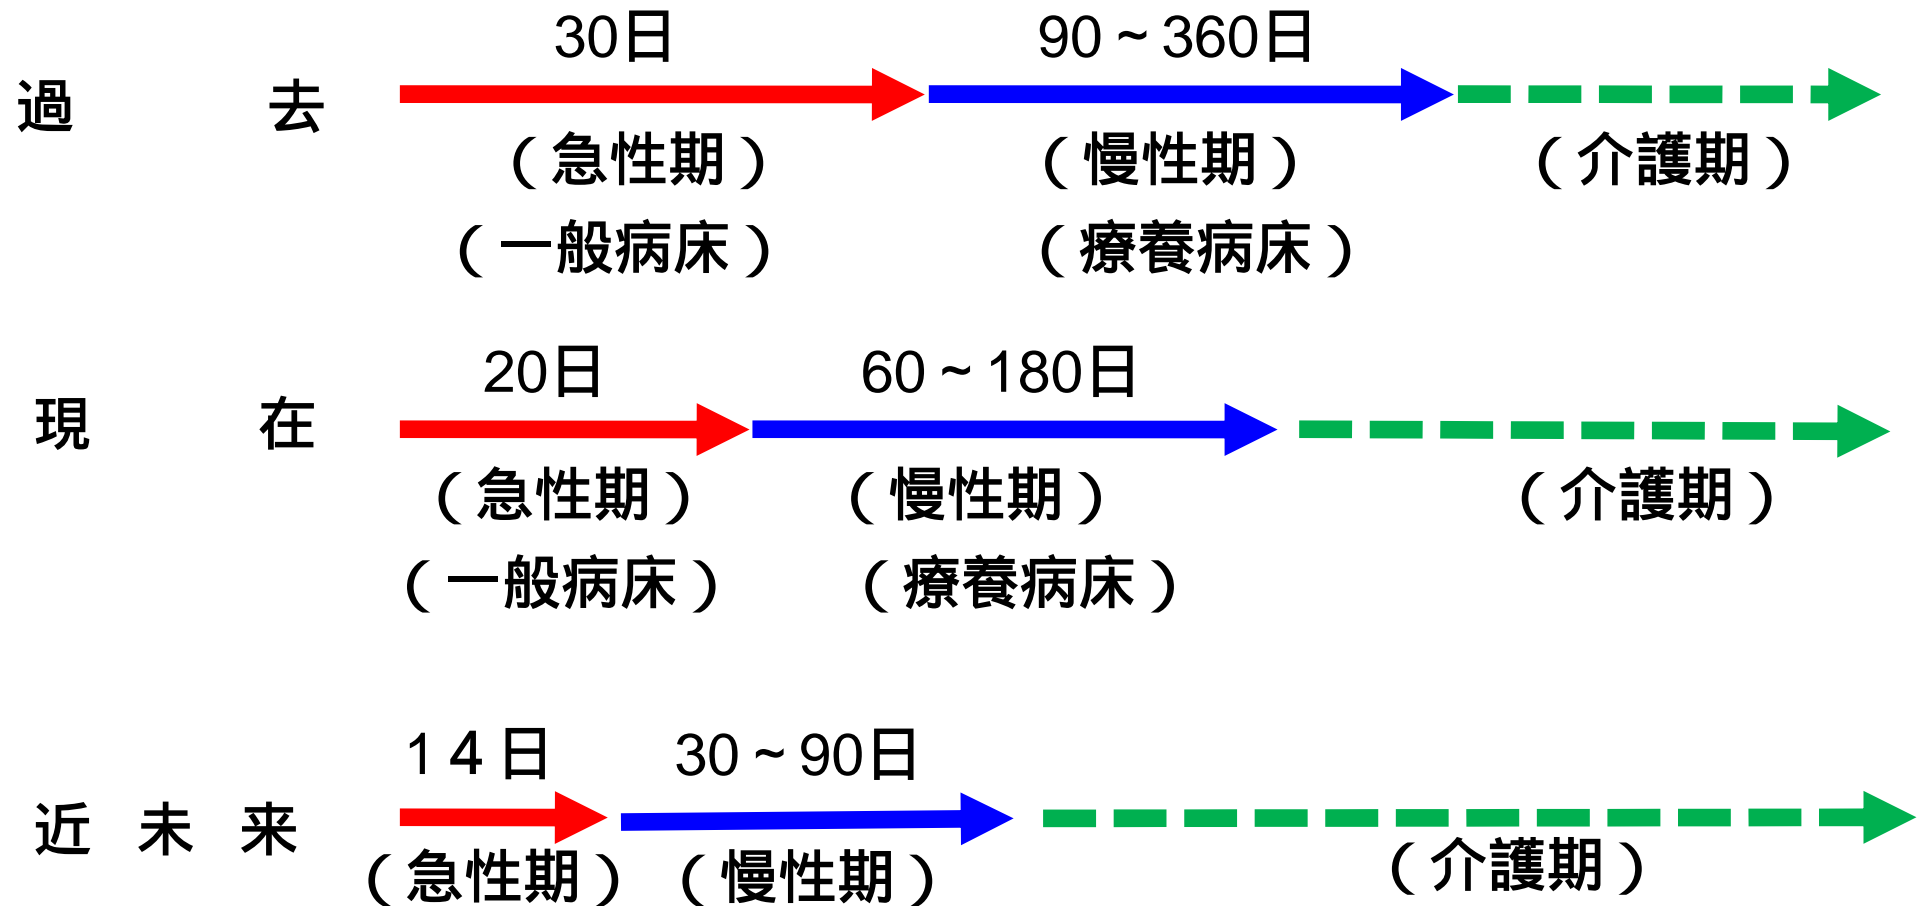 30日 90～360日
過 去
（急性期） （慢性期） （介護期）
（一般病床） （療養病床）
20日 60～180日
現 在
（急性期） （慢性期） （介護期）
（一般病床） （療養病床）
1４日 30～90日
近 未 来
（急性期） （慢性期） （介護期）